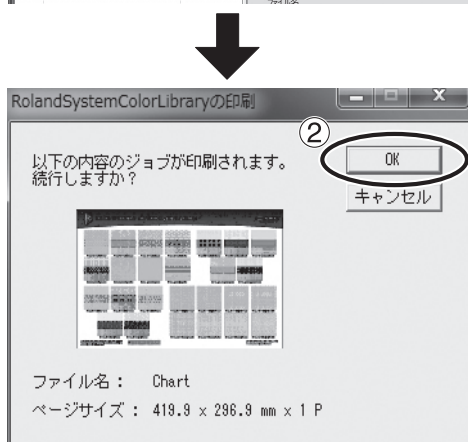 RolandSystemColorLibraryの印刷
②
以下の内容のジョブが印刷されます。
続行しますか？
OK
キャンセル
ファイル名： Chart
ページサイズ： 419.9 x 296.9 mm x 1 P